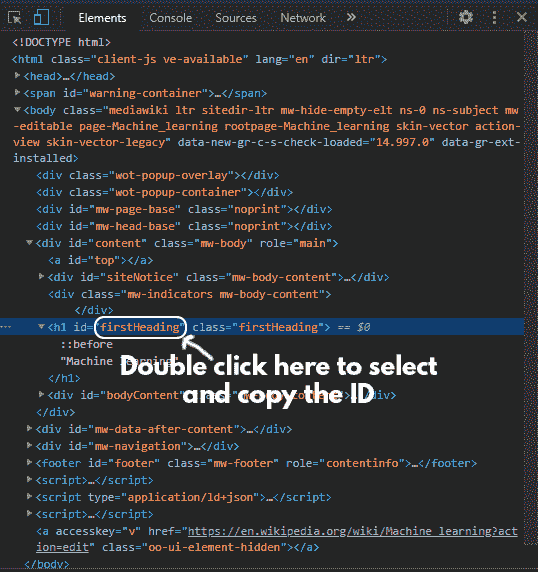 Elements Console Sources Network »
<!DOCTYPE html>
<html class="client-js ve-available" lang="en" dir="ltr">
<head>…</head>
<span id="warning-container">…</span>
<body class="mediawiki ltr sitedir-ltr mw-hide-empty-elt ns-0 ns-subject mw
-editable page-Machine_learning rootpage-Machine_learning skin-vector action-
view skin-vector-legacy" data-new-gr-c-s-check-loaded="14.997.0" data-gr-ext-
installed>
<div class="wot-popup-overlay"></div>
<div class="wot-popup-container"></div>
<div id="mw-page-base" class="noprint"></div>
<div id="mw-head-base" class="noprint"></div>
<div id="content" class="mw-body" role="main">
<a id="top"></a>
<div id="siteNotice" class="mw-body-content">…</div>
<div class="mw-indicators mw-body-content">
</div>
<h1 id="firstHeading" class="firstHeading"> == $0
::before
"Machine learning"
Double click here to select
and copy the ID
</h1>
<div id="bodyContent"
</div>
<div id="mw-data-after-content">…</div>
<div id="mw-navigation">…</div>
<footer id="footer" class="mw-footer" role="contentinfo">…</footer>
<script>…</script>
<script type="application/ld+json">…</script>
<script>…</script>
<a accesskey="v" href="https://en.wikipedia.org/wiki/Machine_learning?act
ion=edit" class="oo-ui-element-hidden"></a>
</body>